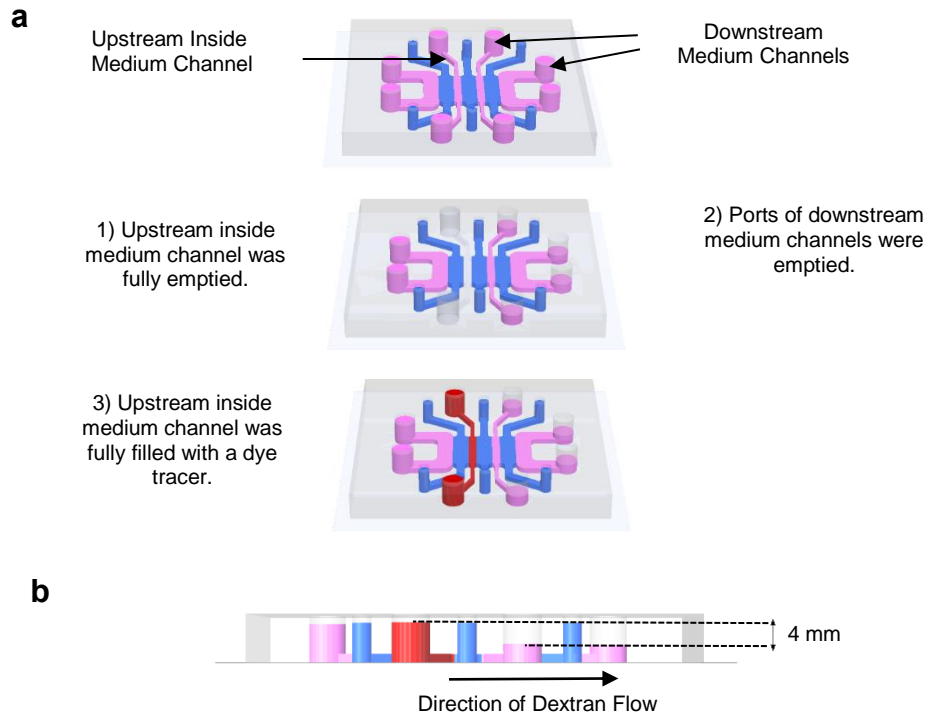 a
Upstream Inside
Medium Channel
Downstream
Medium Channels
1) Upstream inside
medium channel was
fully emptied.
2) Ports of downstream
medium channels were
emptied.
3) Upstream inside
medium channel was
fully filled with a dye
tracer.
b
4 mm
Direction of Dextran Flow